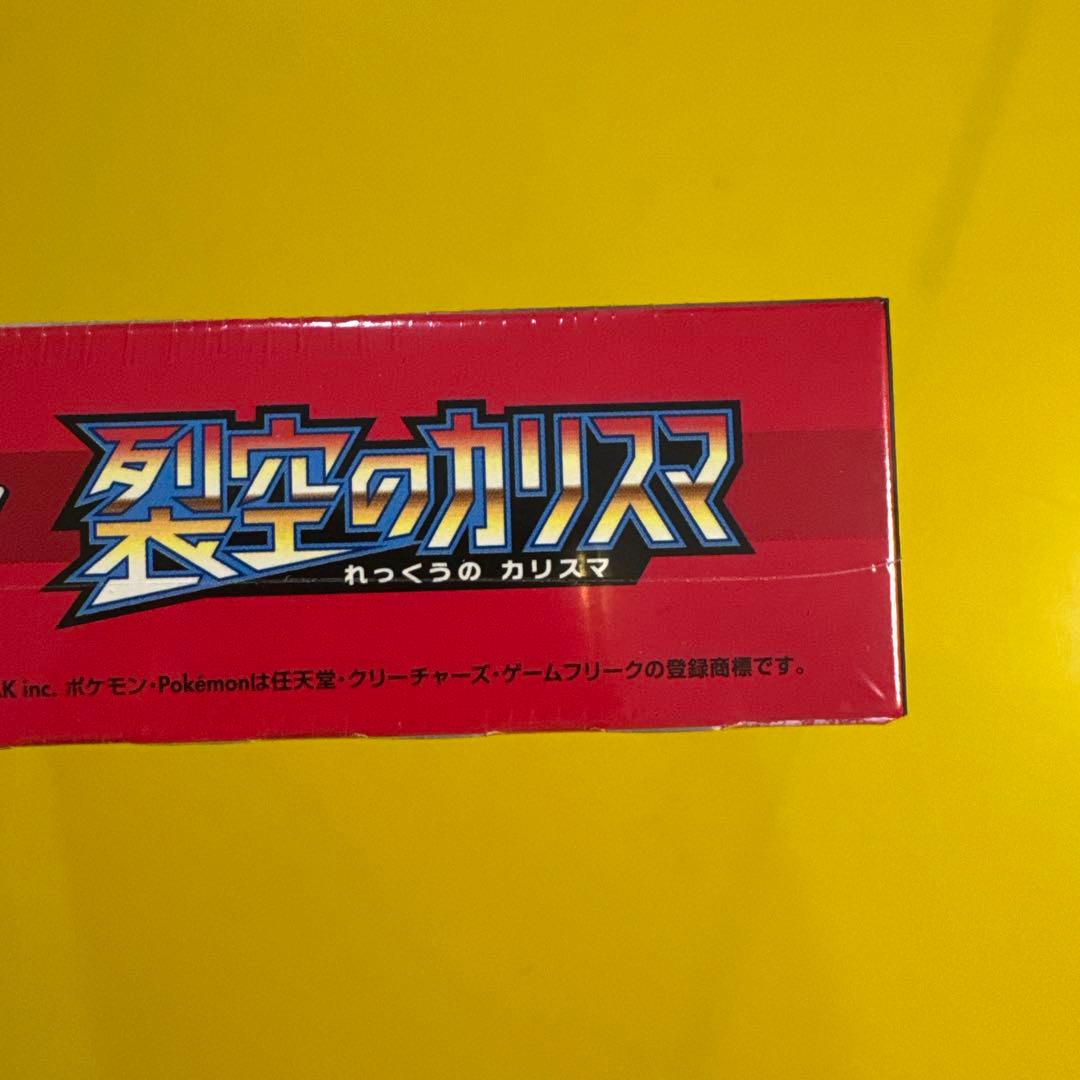 裂空のカリスマ
れっくうの カリスマ
AK inc. ポケモン・Pokémonは任天堂・クリーチャーズ・ゲームフリークの登録商標です。